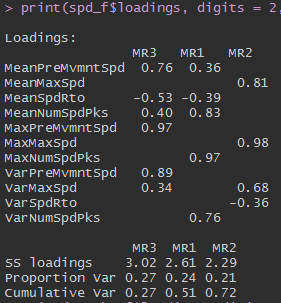 > print(spd_f$loadings, digits = 2,
Loadings:
MR3 MR1 MR2
MeanPreMvmntSpd 0.76 0.36
MeanMaxSpd 0.81
MeanSpdRto -0.53 -0.39
MeanNumSpdPks 0.40 0.83
MaxPreMvmntSpd 0.97
MaxMaxSpd 0.98
MaxNumSpdPks 0.97
VarPreMvmntSpd 0.89
VarMaxSpd 0.34 0.68
VarSpdRto -0.36
VarNumSpdPks 0.76
MR3 MR1 MR2
SS loadings 3.02 2.61 2.29
Proportion Var 0.27 0.24 0.21
Cumulative Var 0.27 0.51 0.72